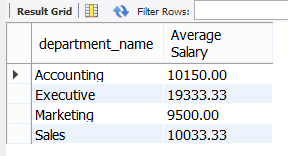 Result Grid Filter Rows:
department_name Average Salary
Accounting 10150.00
Executive 19333.33
Marketing 9500.00
Sales 10033.33